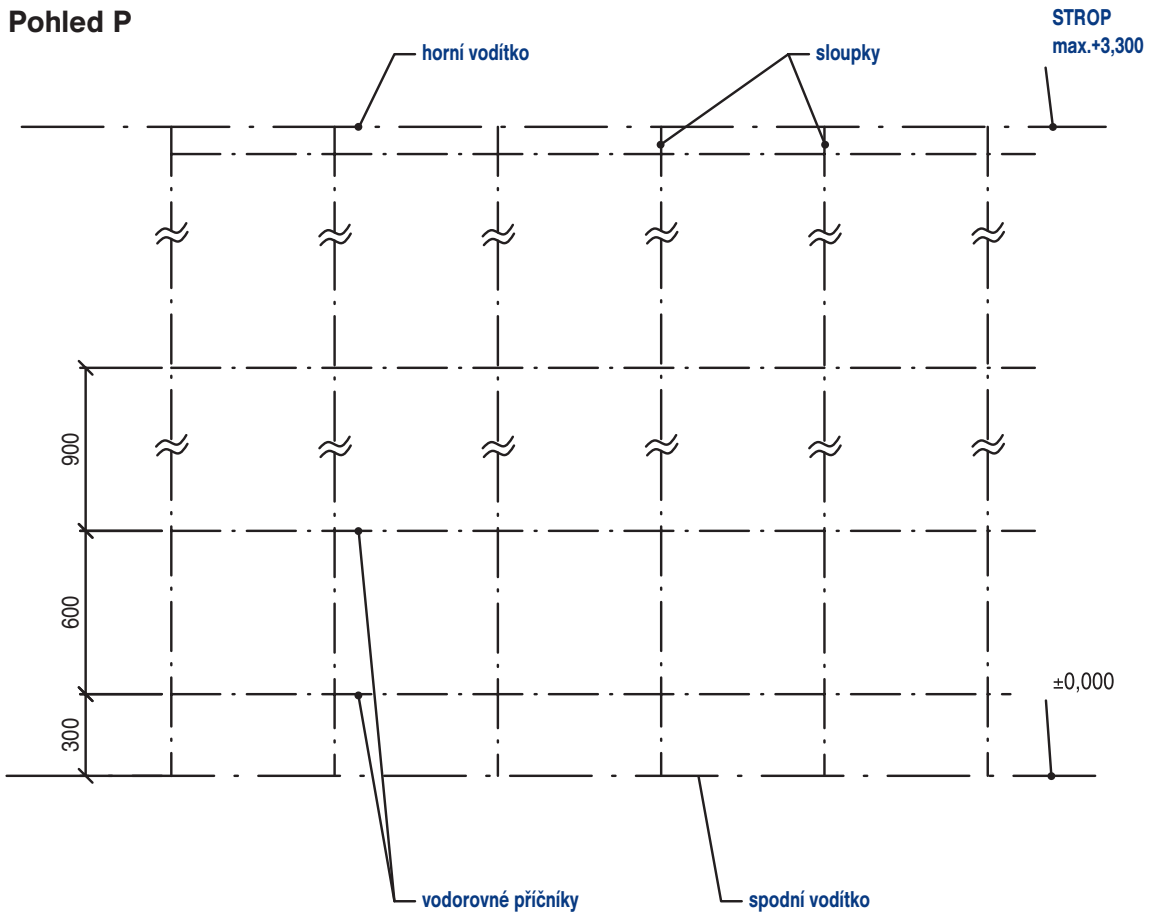 Pohled P
STROP
max.+3,300
horní vodítko
sloupky
900
600
300
±0,000
vodorovné příčníky
spodní vodítko